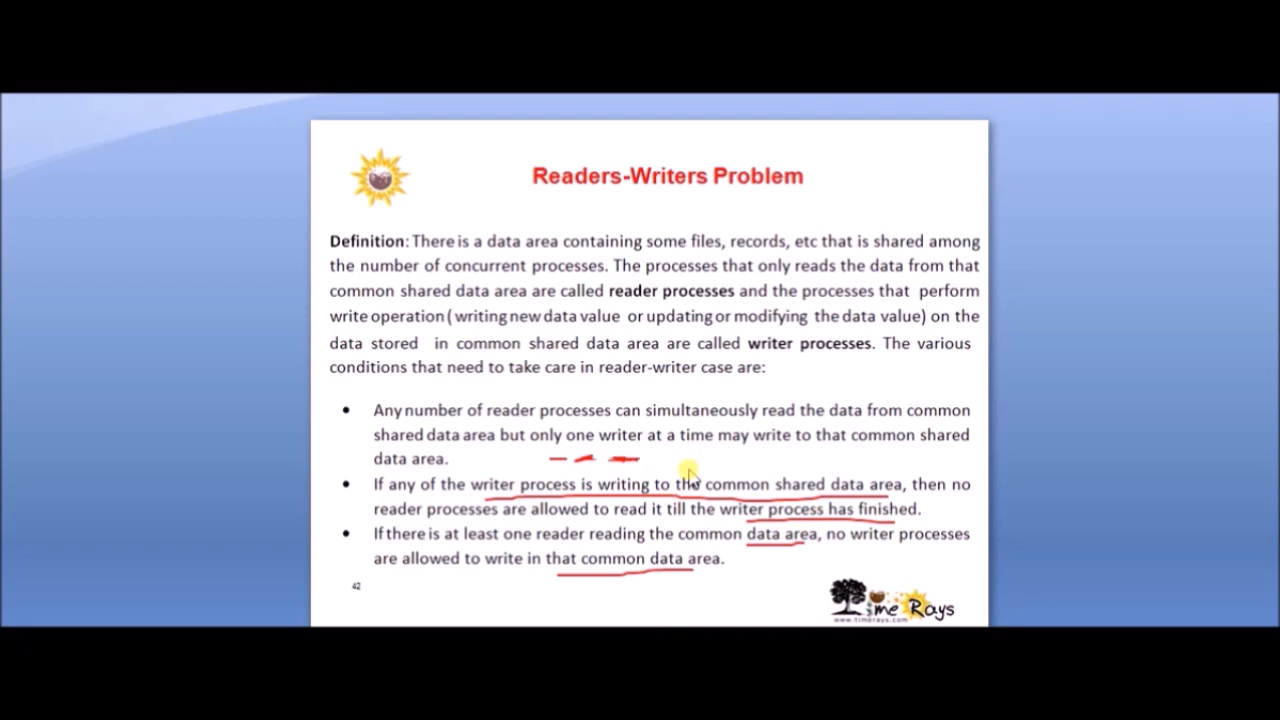 Readers-Writers Problem
Definition: There is a data area containing some files, records, etc that is shared among
the number of concurrent processes. The processes that only reads the data from that
common shared data area are called reader processes and the processes that perform
write operation ( writing new data value or updating or modifying the data value) on the
data stored in common shared data area are called writer processes. The various
conditions that need to take care in reader-writer case are:
• Any number of reader processes can simultaneously read the data from common
shared data area but only one writer at a time may write to that common shared
data area.
• If any of the writer process is writing to the common shared data area, then no
reader processes are allowed to read it till the writer process has finished.
• If there is at least one reader reading the common data area, no writer processes
are allowed to write in that common data area.
42
Time Rays
www.timerays.com